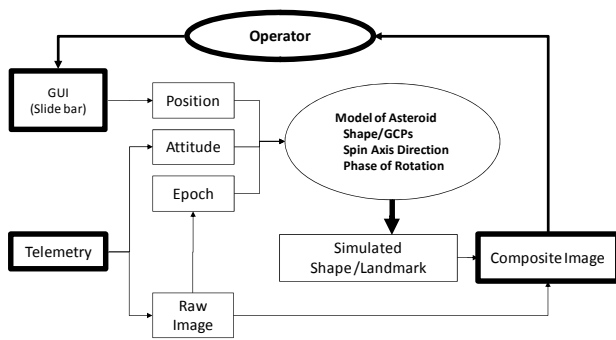 Operator
GUI
(Slide bar)
Position
Attitude
Epoch
Model of Asteroid
Shape/GCPs
Spin Axis Direction
Phase of Rotation
Telemetry
Simulated
Shape/Landmark
Composite Image
Raw
Image